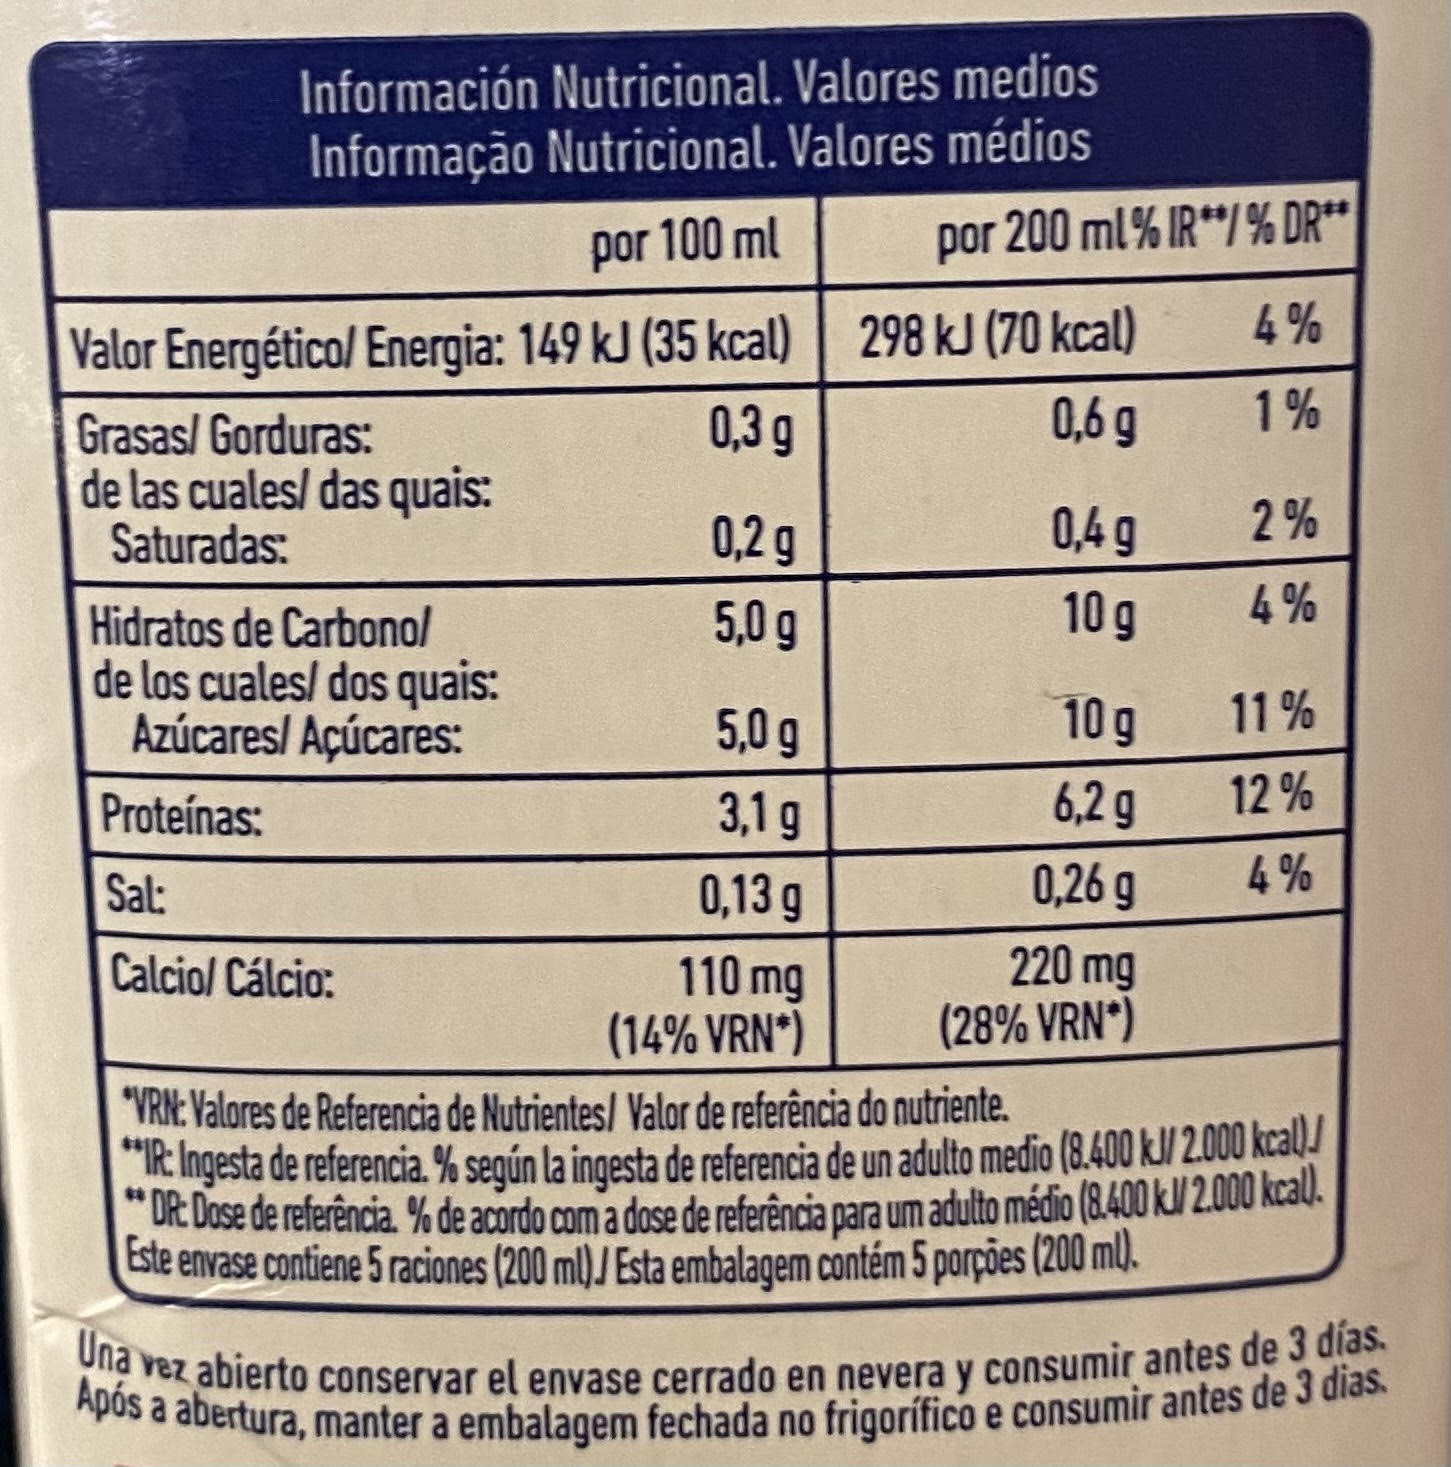 Información Nutricional. Valores medios
Informação Nutricional. Valores médios
por 100 ml por 200 ml % IR**/ % DR**
Valor Energético/ Energia: 149 kJ (35 kcal) 298 kJ (70 kcal) 4 %
Grasas/ Gorduras: 0,3 g 0,6 g 1 %
de las cuales/ das quais:
Saturadas: 0,2 g 0,4 g 2 %
Hidratos de Carbono/ 5,0 g 10 g 4 %
de los cuales/ dos quais:
Azúcares/ Açúcares: 5,0 g 10 g 11 %
Proteínas: 3,1 g 6,2 g 12 %
Sal: 0,13 g 0,26 g 4 %
Calcio/ Cálcio: 110 mg 220 mg
(14% VRN*) (28% VRN*)
*VRN: Valores de Referencia de Nutrientes/ Valor de referência do nutriente.
**IR: Ingesta de referencia. % según la ingesta de referencia de un adulto medio (8.400 kJ/ 2.000 kcal)./
** DR: Dose de referência. % de acordo com a dose de referência para um adulto médio (8.400 kJ/ 2.000 kcal).
Este envase contiene 5 raciones (200 ml)./ Esta embalagem contém 5 porções (200 ml).
Una vez abierto conservar el envase cerrado en nevera y consumir antes de 3 días.
Após a abertura, manter a embalagem fechada no frigorífico e consumir antes de 3 dias.